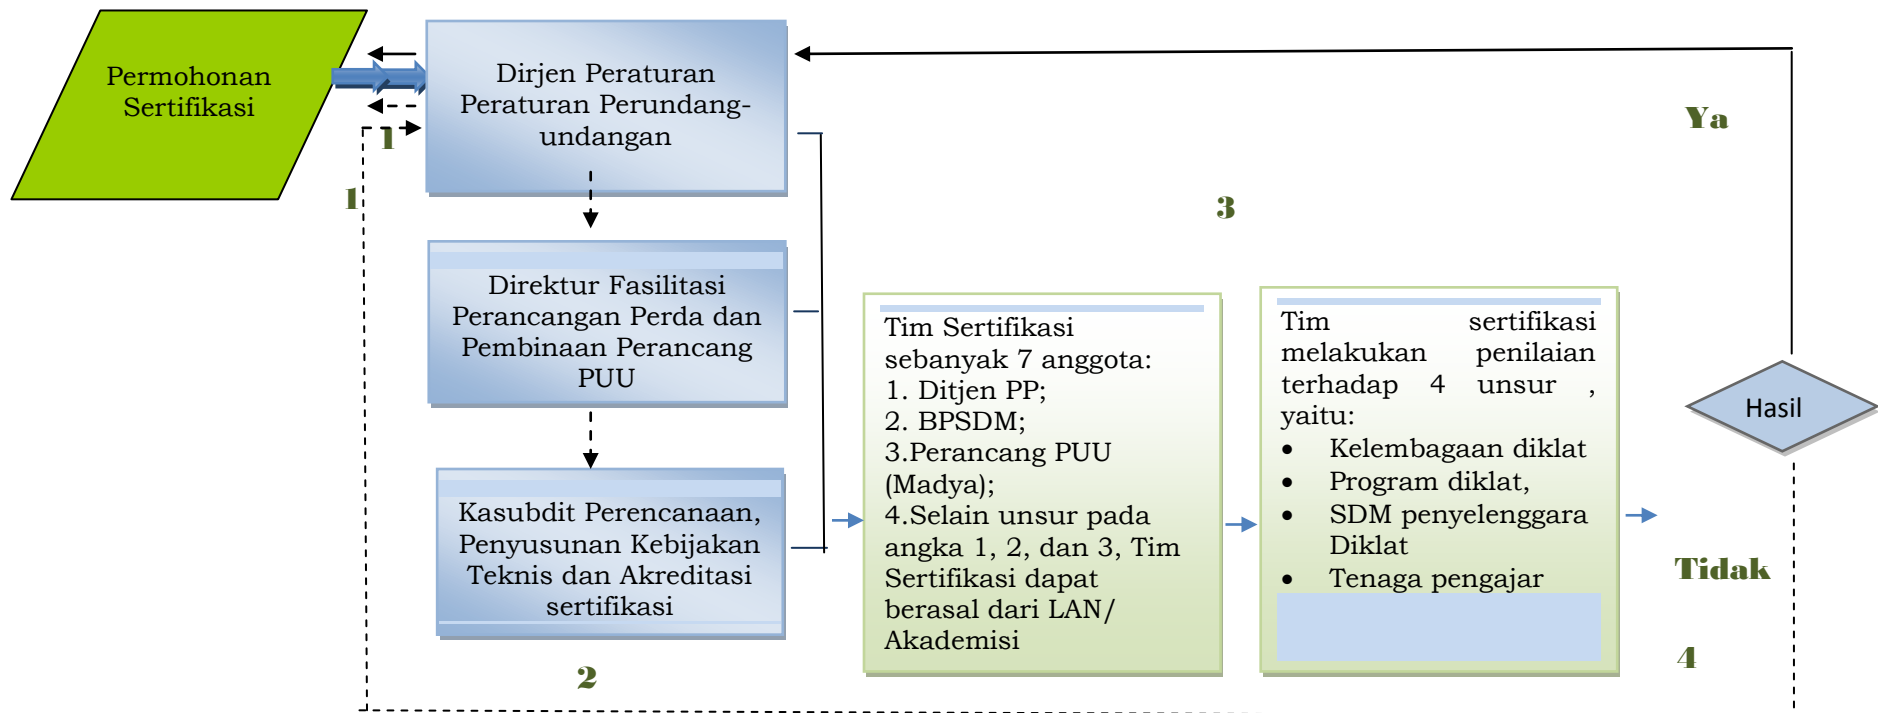 Permohonan
Sertifikasi
1
1
Dirjen Peraturan
Peraturan Perundang-
undangan
Direktur Fasilitasi
Perancangan Perda dan
Pembinaan Perancang
PUU
Kasubdit Perencanaan,
Penyusunan Kebijakan
Teknis dan Akreditasi
sertifikasi
2
Tim Sertifikasi
sebanyak 7 anggota:
1. Ditjen PP;
2. BPSDM;
3.Perancang PUU
(Madya);
4.Selain unsur pada
angka 1, 2, dan 3, Tim
Sertifikasi dapat
berasal dari LAN/
Akademisi
3
Tim sertifikasi
melakukan penilaian
terhadap 4 unsur ,
yaitu:
• Kelembagaan diklat
• Program diklat,
• SDM penyelenggara
Diklat
• Tenaga pengajar
Ya
Hasil
Tidak
4